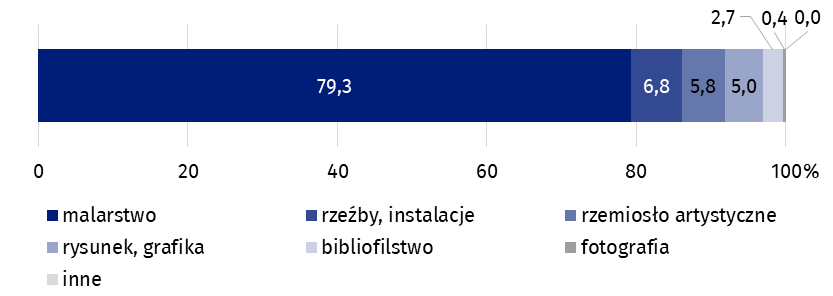 2,7 0,4 0,0
79,3 6,8 5,8 5,0
0 20 40 60 80 100%
malarstwo rzeźby, instalacje rzemiosło artystyczne
rysunek, grafika bibliofilstwo fotografia
inne